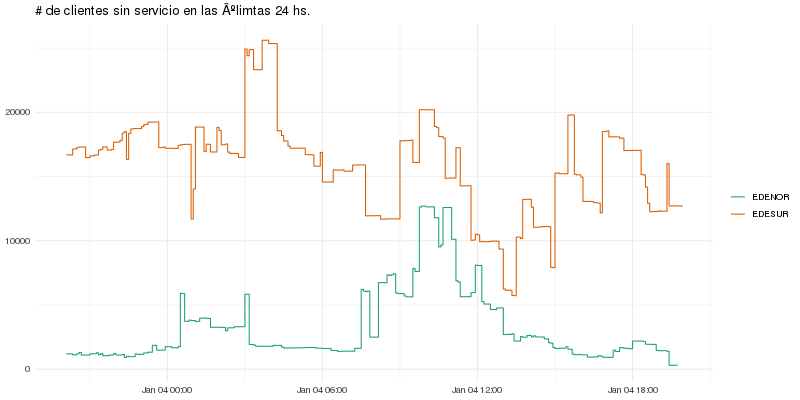 # de clientes sin servicio en las Ãºlimtas 24 hs.
20000
10000
0
Jan 04 00:00
Jan 04 06:00
Jan 04 12:00
Jan 04 18:00
EDENOR
EDESUR